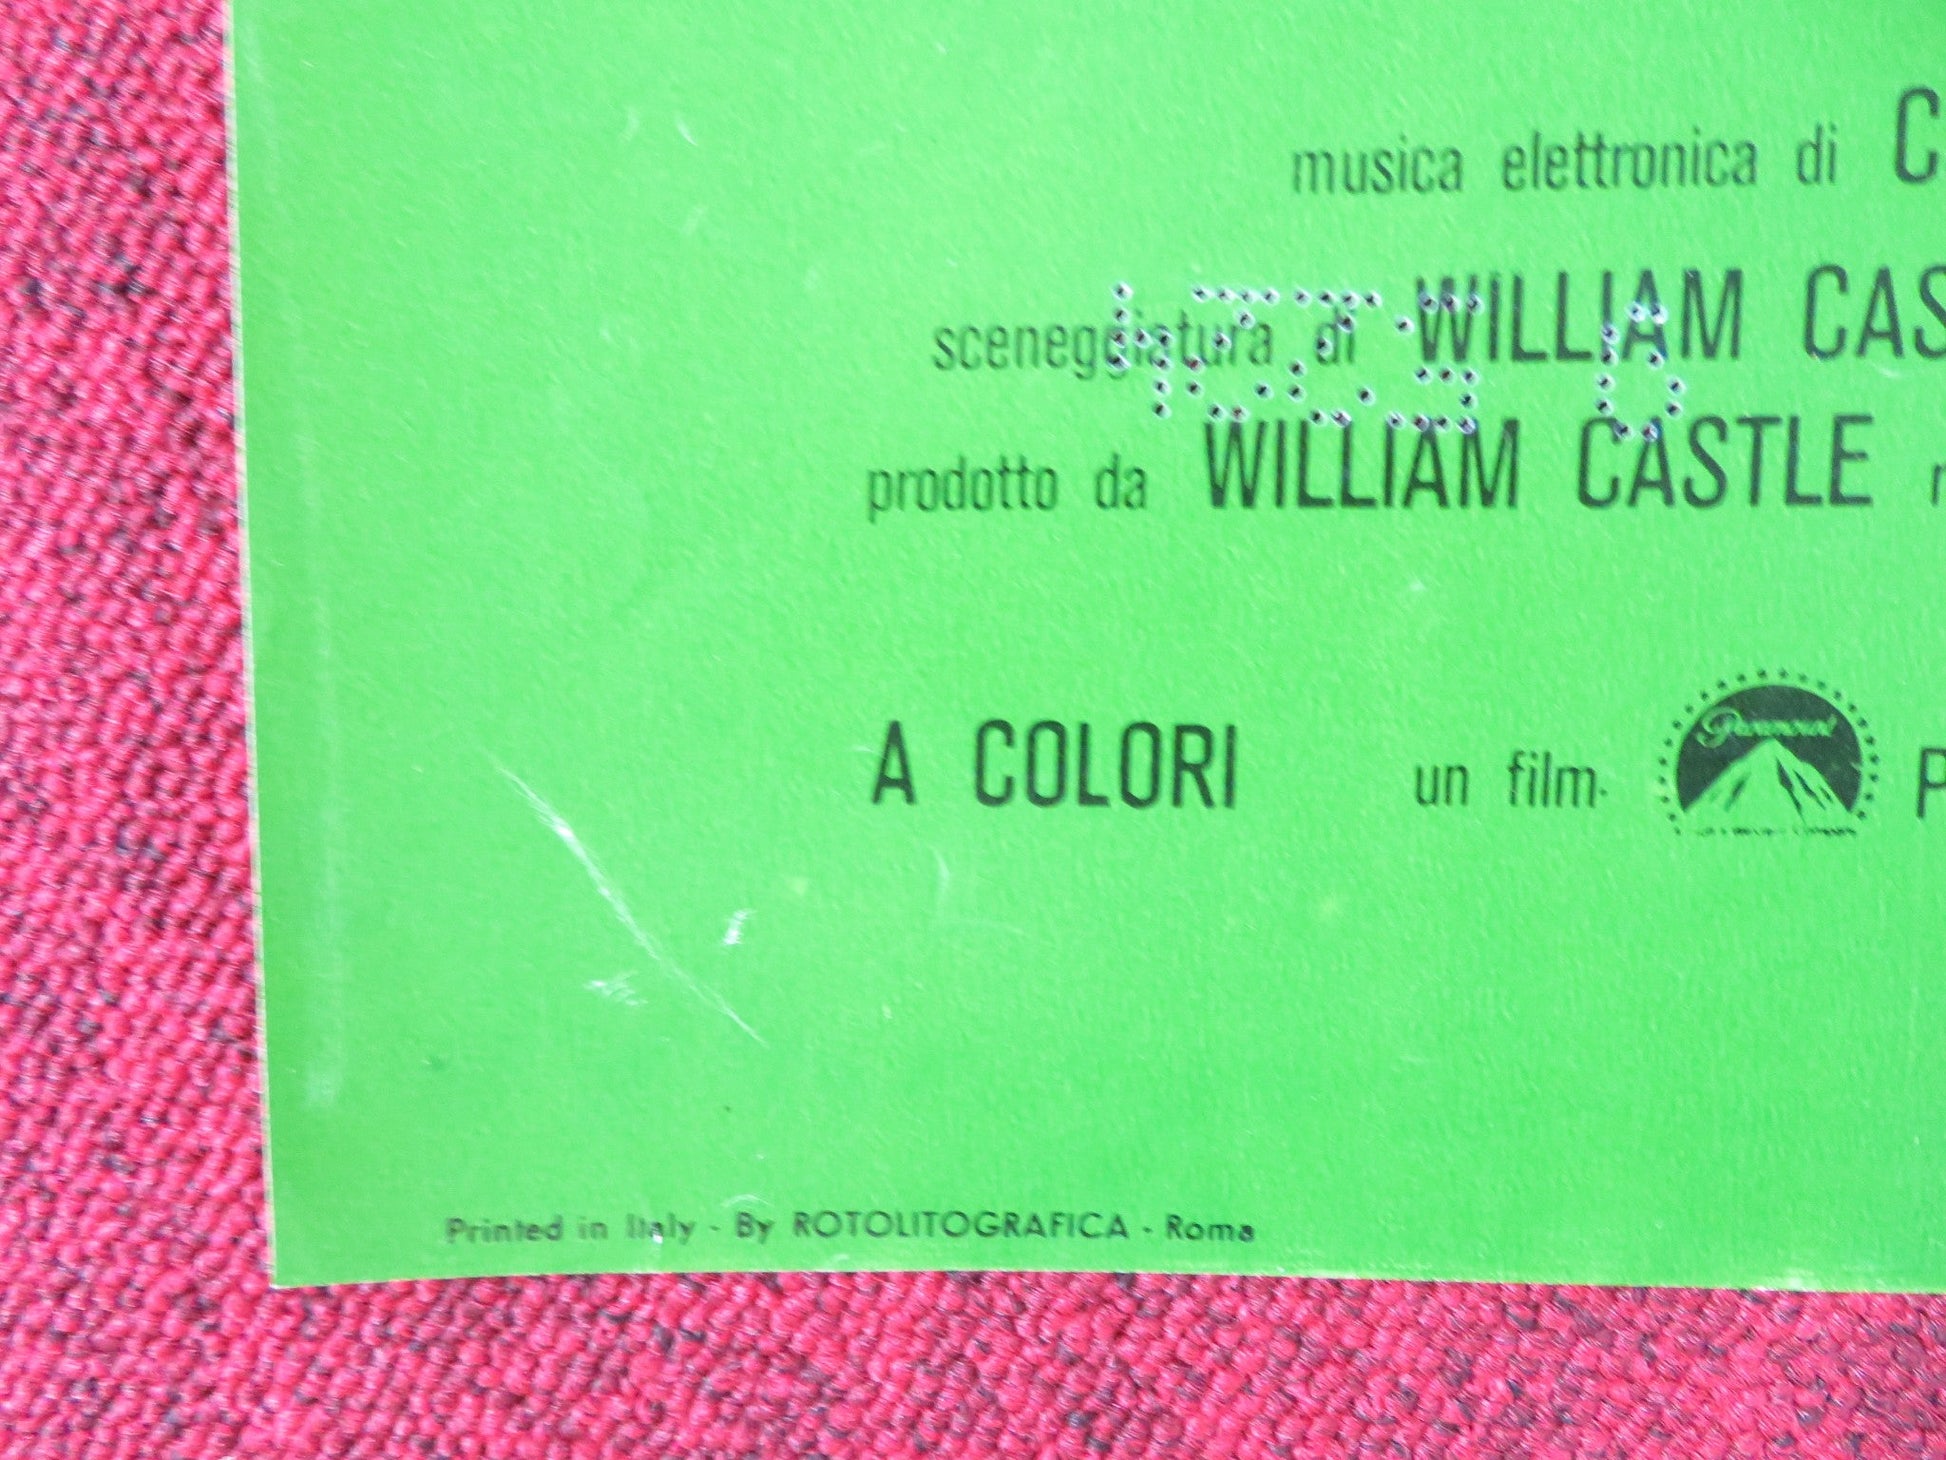 musica elettronica di C
sceneggiatura di WILLIAM CAS
prodotto da WILLIAM CASTLE
A COLORI un film Paramount P
Printed in Italy - By ROTOLITOGRAFICA - Roma